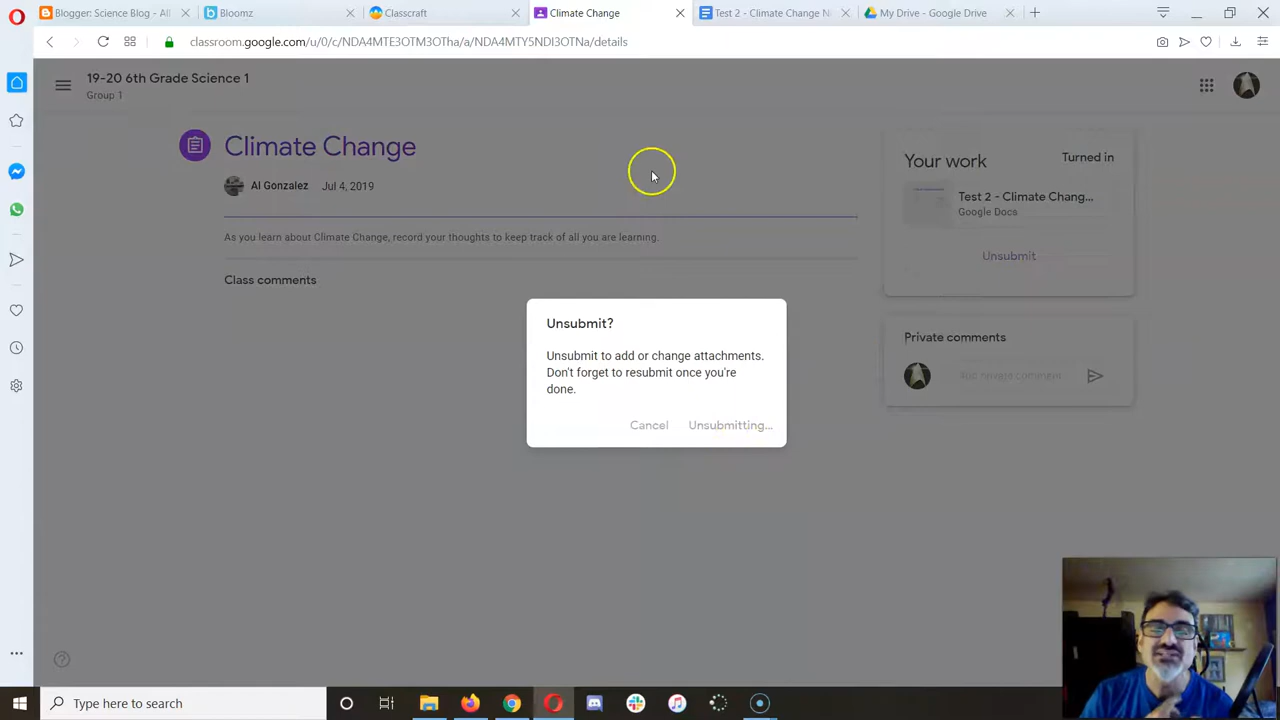 Blogger: Science Blog - All
Bloomz
Classcraft
Climate Change
Test 2 - Climate Change N
My Drive - Google Drive
classroom.google.com/u/0/c/NDA4MTE3OTM3OTha/a/NDA4MTY5NDI3OTNa/details
19-20 6th Grade Science 1
Group 1
Climate Change
Al Gonzalez Jul 4, 2019
As you learn about Climate Change, record your thoughts to keep track of all you are learning.
Class comments
Your work Turned in
Test 2 - Climate Chang...
Google Docs
Unsubmit
Private comments
Add private comment
Unsubmit?
Unsubmit to add or change attachments.
Don't forget to resubmit once you're
done.
Cancel Unsubmitting...
Type here to search